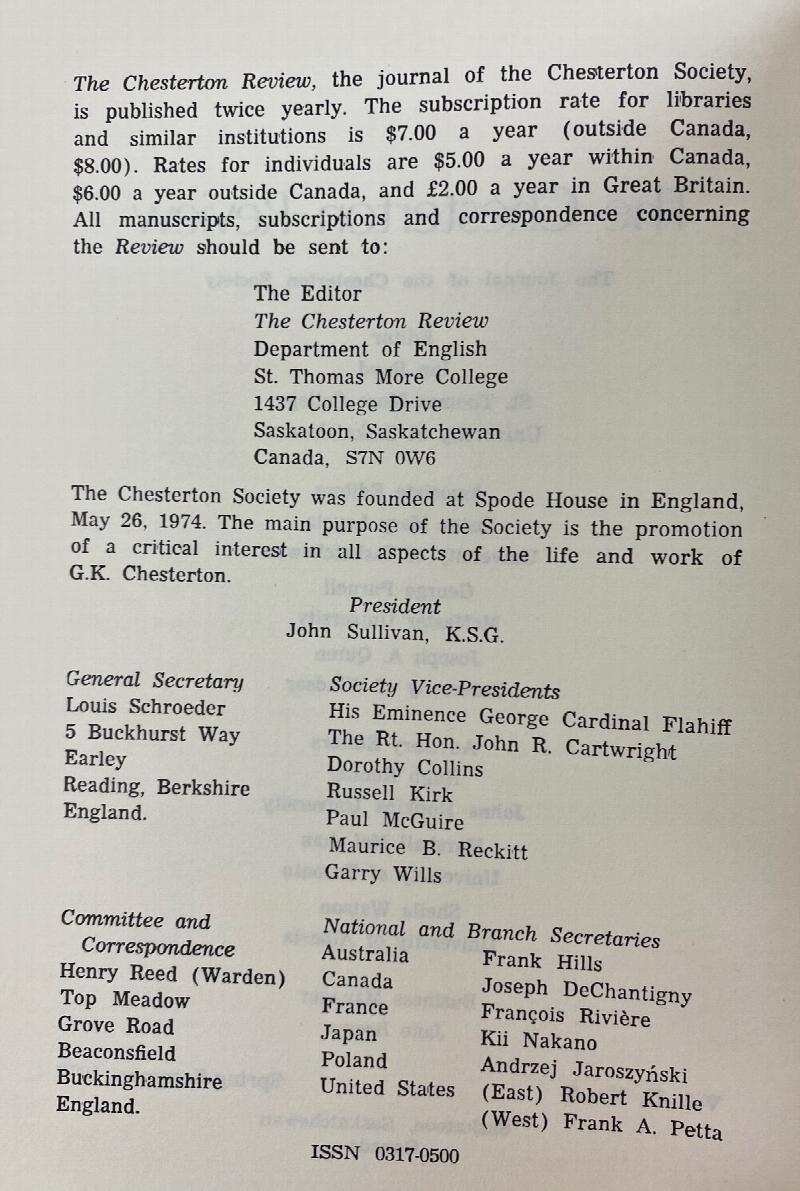 The Chesterton Review, the journal of the Chesterton Society,
is published twice yearly. The subscription rate for libraries
and similar institutions is $7.00 a year (outside Canada,
$8.00). Rates for individuals are $5.00 a year within Canada,
$6.00 a year outside Canada, and £2.00 a year in Great Britain.
All manuscripts, subscriptions and correspondence concerning
the Review should be sent to:
The Editor
The Chesterton Review
Department of English
St. Thomas More College
1437 College Drive
Saskatoon, Saskatchewan
Canada, S7N 0W6
The Chesterton Society was founded at Spode House in England,
May 26, 1974. The main purpose of the Society is the promotion
of a critical interest in all aspects of the life and work of
G.K. Chesterton.
President
John Sullivan, K.S.G.
General Secretary
Louis Schroeder
5 Buckhurst Way
Earley
Reading, Berkshire
England.
Society Vice-Presidents
His Eminence George Cardinal Flahiff
The Rt. Hon. John R. Cartwright
Dorothy Collins
Russell Kirk
Paul McGuire
Maurice B. Reckitt
Garry Wills
Committee and
Correspondence
Henry Reed (Warden)
Top Meadow
Grove Road
Beaconsfield
Buckinghamshire
England.
National and Branch Secretaries
Australia Frank Hills
Canada Joseph DeChantigny
France François Rivière
Japan Kii Nakano
Poland Andrzej Jaroszyński
United States (East) Robert Knille
(West) Frank A. Petta
ISSN 0317-0500